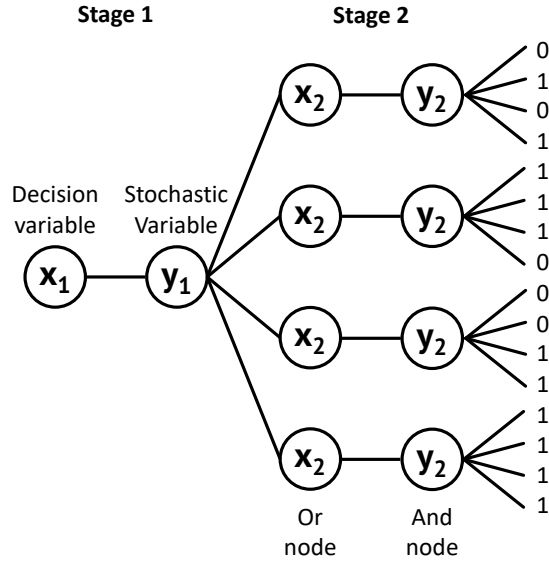 Stage 1
Stage 2
Decision variable
Stochastic Variable
x₁
y₁
x₂
y₂
0
1
0
1
x₂
y₂
1
1
1
0
x₂
y₂
0
0
1
1
x₂
y₂
1
1
1
1
Or node
And node